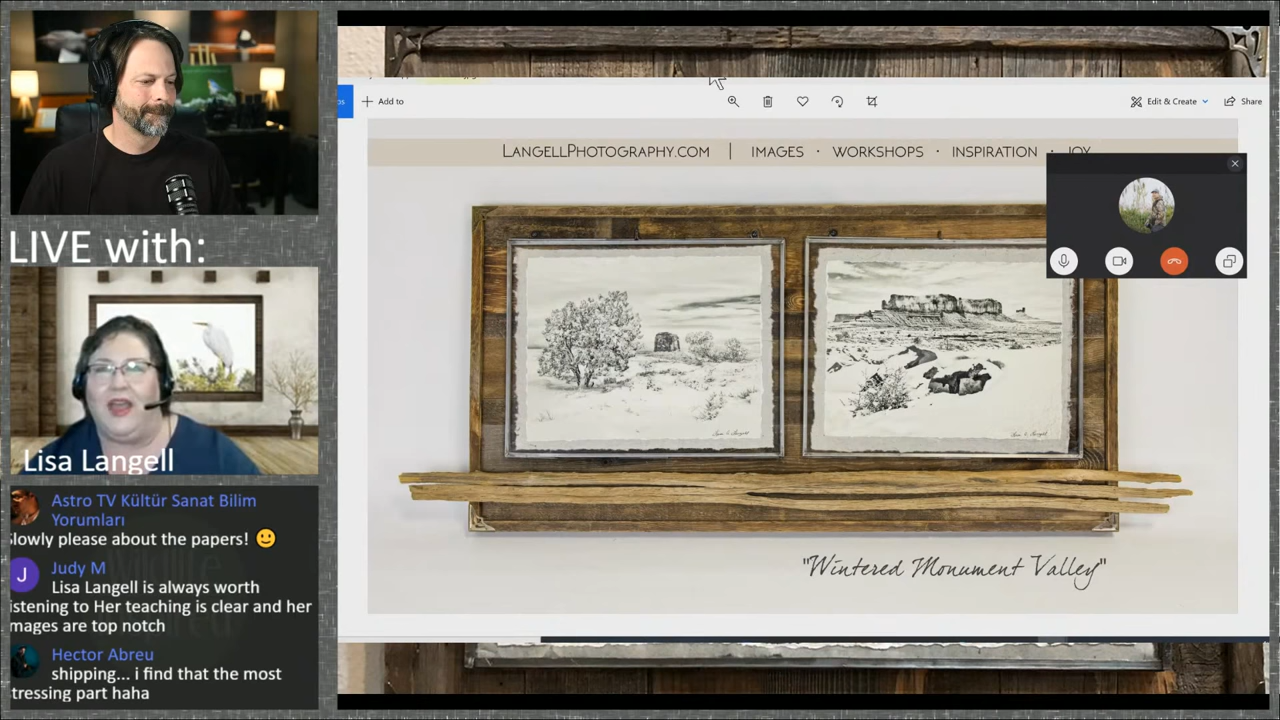 Add to
Edit & Create
Share
LANGELLPHOTOGRAPHY.COM | IMAGES · WORKSHOPS · INSPIRATION · JOY
LIVE with:
Lisa Langell
"Wintered Monument Valley"
Astro TV Kültür Sanat Bilim
Yorumları
Slowly please about the papers! 🙂
J
Judy M
Lisa Langell is always worth
istening to Her teaching is clear and her
mages are top notch
Hector Abreu
shipping... i find that the most
tressing part haha